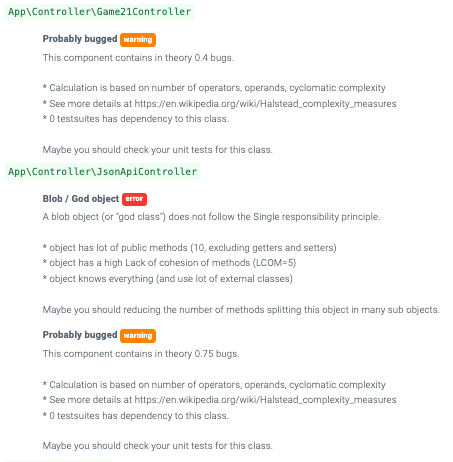 App\Controller\Game21Controller
Probably bugged warning
This component contains in theory 0.4 bugs.
* Calculation is based on number of operators, operands, cyclomatic complexity
* See more details at https://en.wikipedia.org/wiki/Halstead_complexity_measures
* 0 testsuites has dependency to this class.
Maybe you should check your unit tests for this class.
App\Controller\JsonApiController
Blob / God object error
A blob object (or "god class") does not follow the Single responsibility principle.
* object has lot of public methods (10, excluding getters and setters)
* object has a high Lack of cohesion of methods (LCOM=5)
* object knows everything (and use lot of external classes)
Maybe you should reducing the number of methods splitting this object in many sub objects.
Probably bugged warning
This component contains in theory 0.75 bugs.
* Calculation is based on number of operators, operands, cyclomatic complexity
* See more details at https://en.wikipedia.org/wiki/Halstead_complexity_measures
* 0 testsuites has dependency to this class.
Maybe you should check your unit tests for this class.